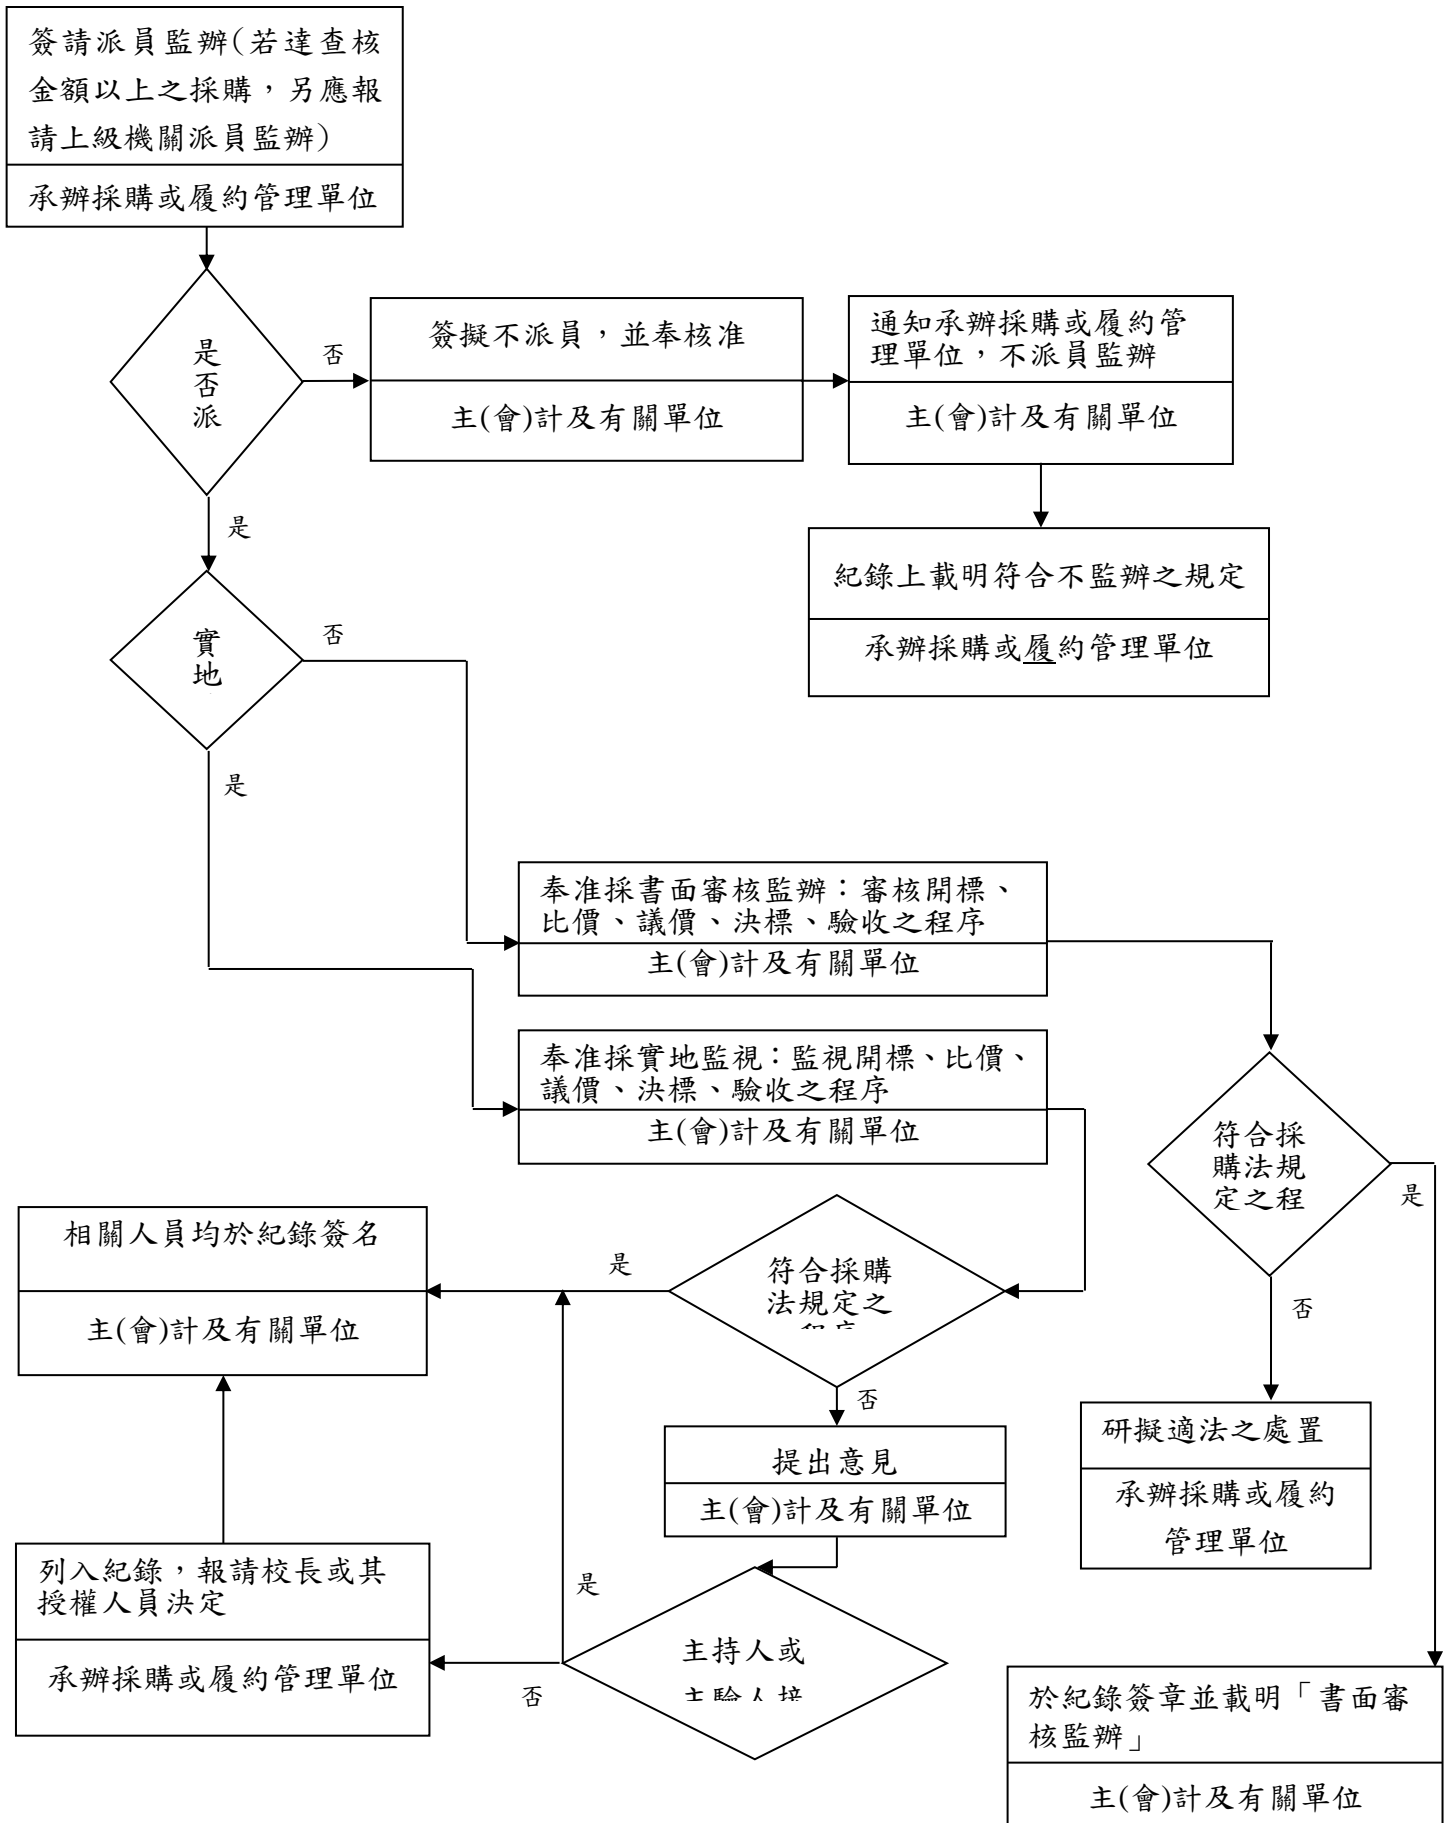 簽請派員監辦(若達查核
金額以上之採購，另應報
請上級機關派員監辦)
承辦採購或履約管理單位
是
否
派
否
簽擬不派員，並奉核准
主(會)計及有關單位
通知承辦採購或履約管
理單位，不派員監辦
主(會)計及有關單位
是
紀錄上載明符合不監辦之規定
承辦採購或履約管理單位
實
地
否
是
奉准採書面審核監辦：審核開標、
比價、議價、決標、驗收之程序
主(會)計及有關單位
奉准採實地監視：監視開標、比價、
議價、決標、驗收之程序
主(會)計及有關單位
符合採
購法規
定之程
是
否
相關人員均於紀錄簽名
主(會)計及有關單位
是
符合採購
法規定之
程序
否
研擬適法之處置
承辦採購或履約
管理單位
提出意見
主(會)計及有關單位
列入紀錄，報請校長或其
授權人員決定
承辦採購或履約管理單位
是
主持人或
主驗人接
否
於紀錄簽章並載明「書面審
核監辦」
主(會)計及有關單位